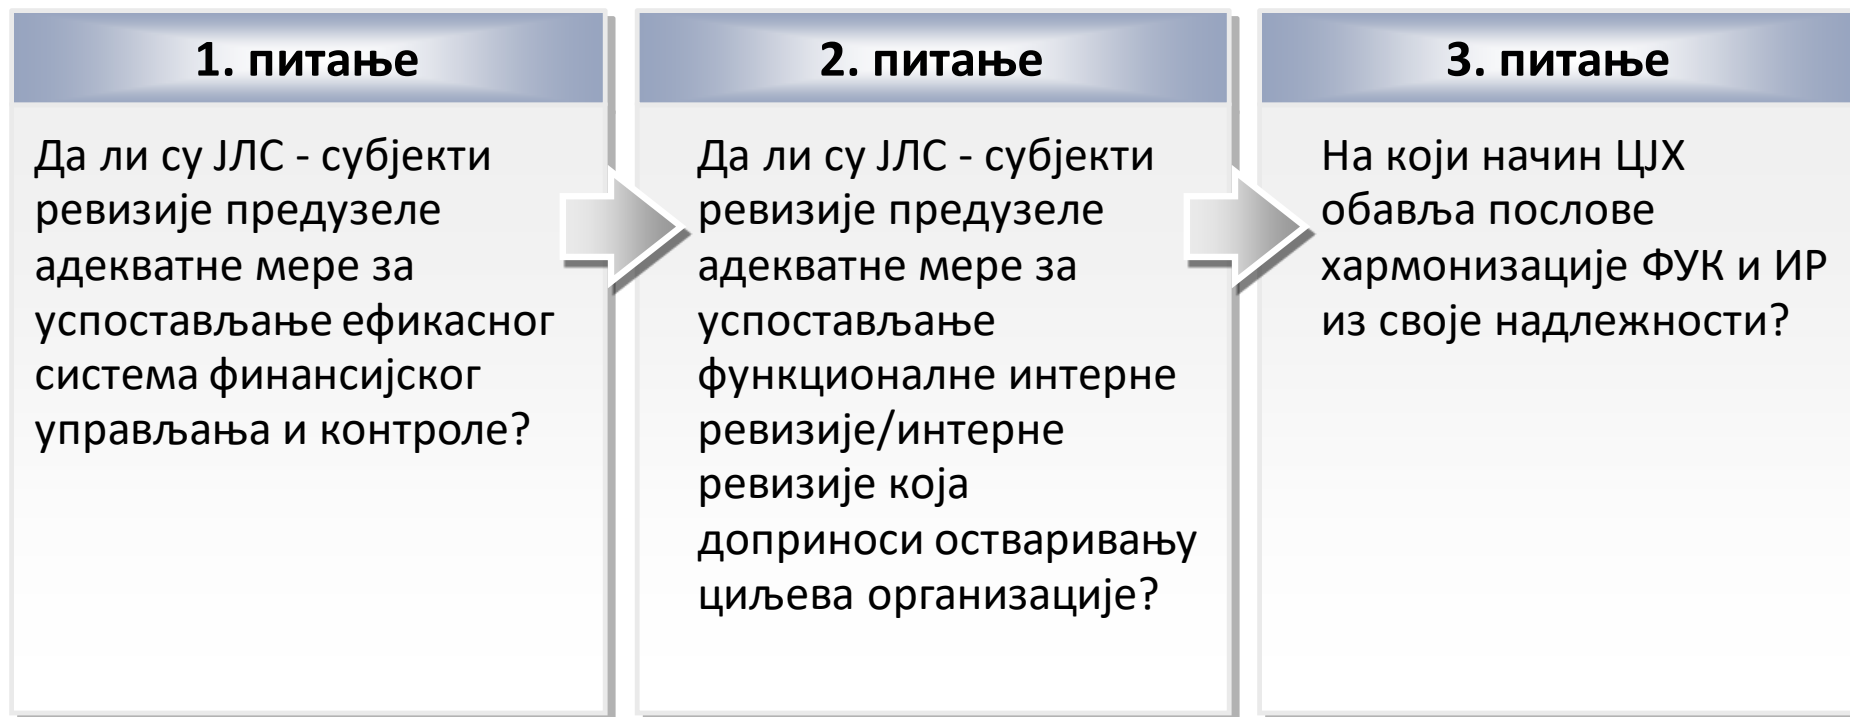 1. питање
Да ли су ЈЛС - субјекти
ревизије предузеле
адекватне мере за
успостављање ефикасног
система финансијског
управљања и контроле?
2. питање
Да ли су ЈЛС - субјекти
ревизије предузеле
адекватне мере за
успостављање
функционалне интерне
ревизије/интерне
ревизије која
доприноси остваривању
циљева организације?
3. питање
На који начин ЦЈХ
обавља послове
хармонизације ФУК и ИР
из своје надлежности?